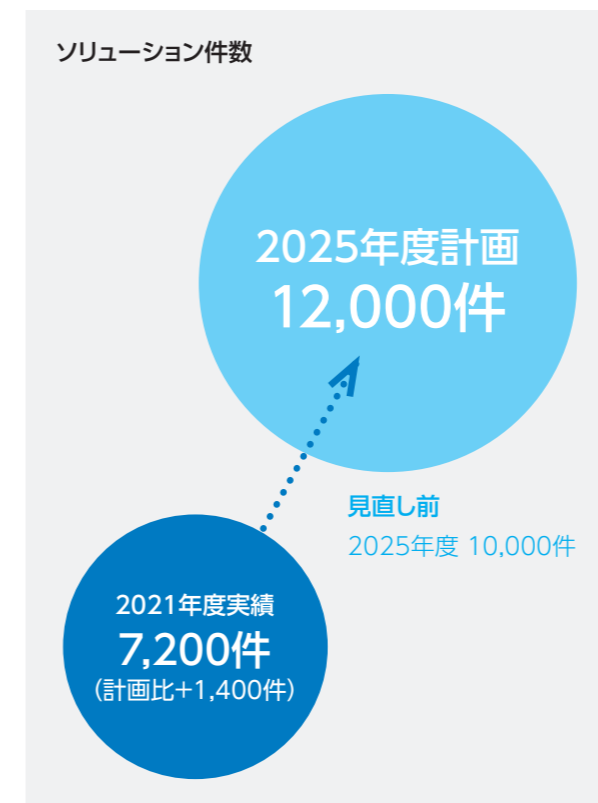 ソリューション件数
2025年度計画
12,000件
見直し前
2025年度 10,000件
2021年度実績
7,200件
(計画比+1,400件)